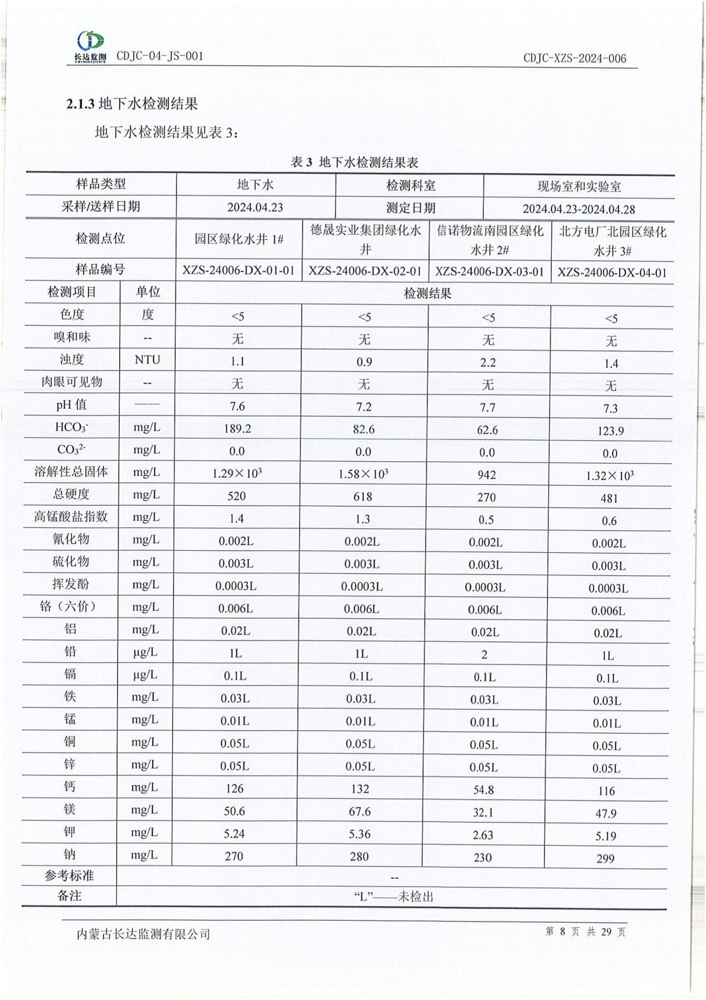 长达监测 CDJC-04-JS-001 CDJC-XZS-2024-006
CHANGDAJIANCE
2.1.3 地下水检测结果
地下水检测结果见表 3：
表 3 地下水检测结果表
样品类型 地下水 检测科室 现场室和实验室
采样/送样日期 2024.04.23 测定日期 2024.04.23-2024.04.28
检测点位 园区绿化水井 1# 德晟实业集团绿化水井 信诺物流南园区绿化水井 2# 北方电厂北园区绿化水井 3#
样品编号 XZS-24006-DX-01-01 XZS-24006-DX-02-01 XZS-24006-DX-03-01 XZS-24006-DX-04-01
检测项目 单位 检测结果
色度 度 <5 <5 <5 <5
嗅和味 -- 无 无 无 无
浊度 NTU 1.1 0.9 2.2 1.4
肉眼可见物 -- 无 无 无 无
pH 值 —— 7.6 7.2 7.7 7.3
HCO₃⁻ mg/L 189.2 82.6 62.6 123.9
CO₃²⁻ mg/L 0.0 0.0 0.0 0.0
溶解性总固体 mg/L 1.29×10³ 1.58×10³ 942 1.32×10³
总硬度 mg/L 520 618 270 481
高锰酸盐指数 mg/L 1.4 1.3 0.5 0.6
氰化物 mg/L 0.002L 0.002L 0.002L 0.002L
硫化物 mg/L 0.003L 0.003L 0.003L 0.003L
挥发酚 mg/L 0.0003L 0.0003L 0.0003L 0.0003L
铬（六价） mg/L 0.006L 0.006L 0.006L 0.006L
铝 mg/L 0.02L 0.02L 0.02L 0.02L
铅 μg/L 1L 1L 2 1L
镉 μg/L 0.1L 0.1L 0.1L 0.1L
铁 mg/L 0.03L 0.03L 0.03L 0.03L
锰 mg/L 0.01L 0.01L 0.01L 0.01L
铜 mg/L 0.05L 0.05L 0.05L 0.05L
锌 mg/L 0.05L 0.05L 0.05L 0.05L
钙 mg/L 126 132 54.8 116
镁 mg/L 50.6 67.6 32.1 47.9
钾 mg/L 5.24 5.36 2.63 5.19
钠 mg/L 270 280 230 299
参考标准 --
备注 “L”——未检出
内蒙古长达监测有限公司 第 8 页 共 29 页